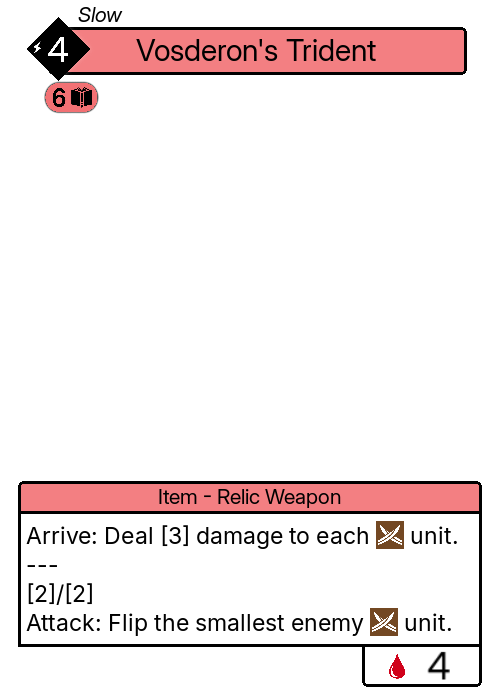 Slow
4
Vosderon's Trident
6
Item - Relic Weapon
Arrive: Deal [3] damage to each unit.
---
[2]/[2]
Attack: Flip the smallest enemy unit.
4